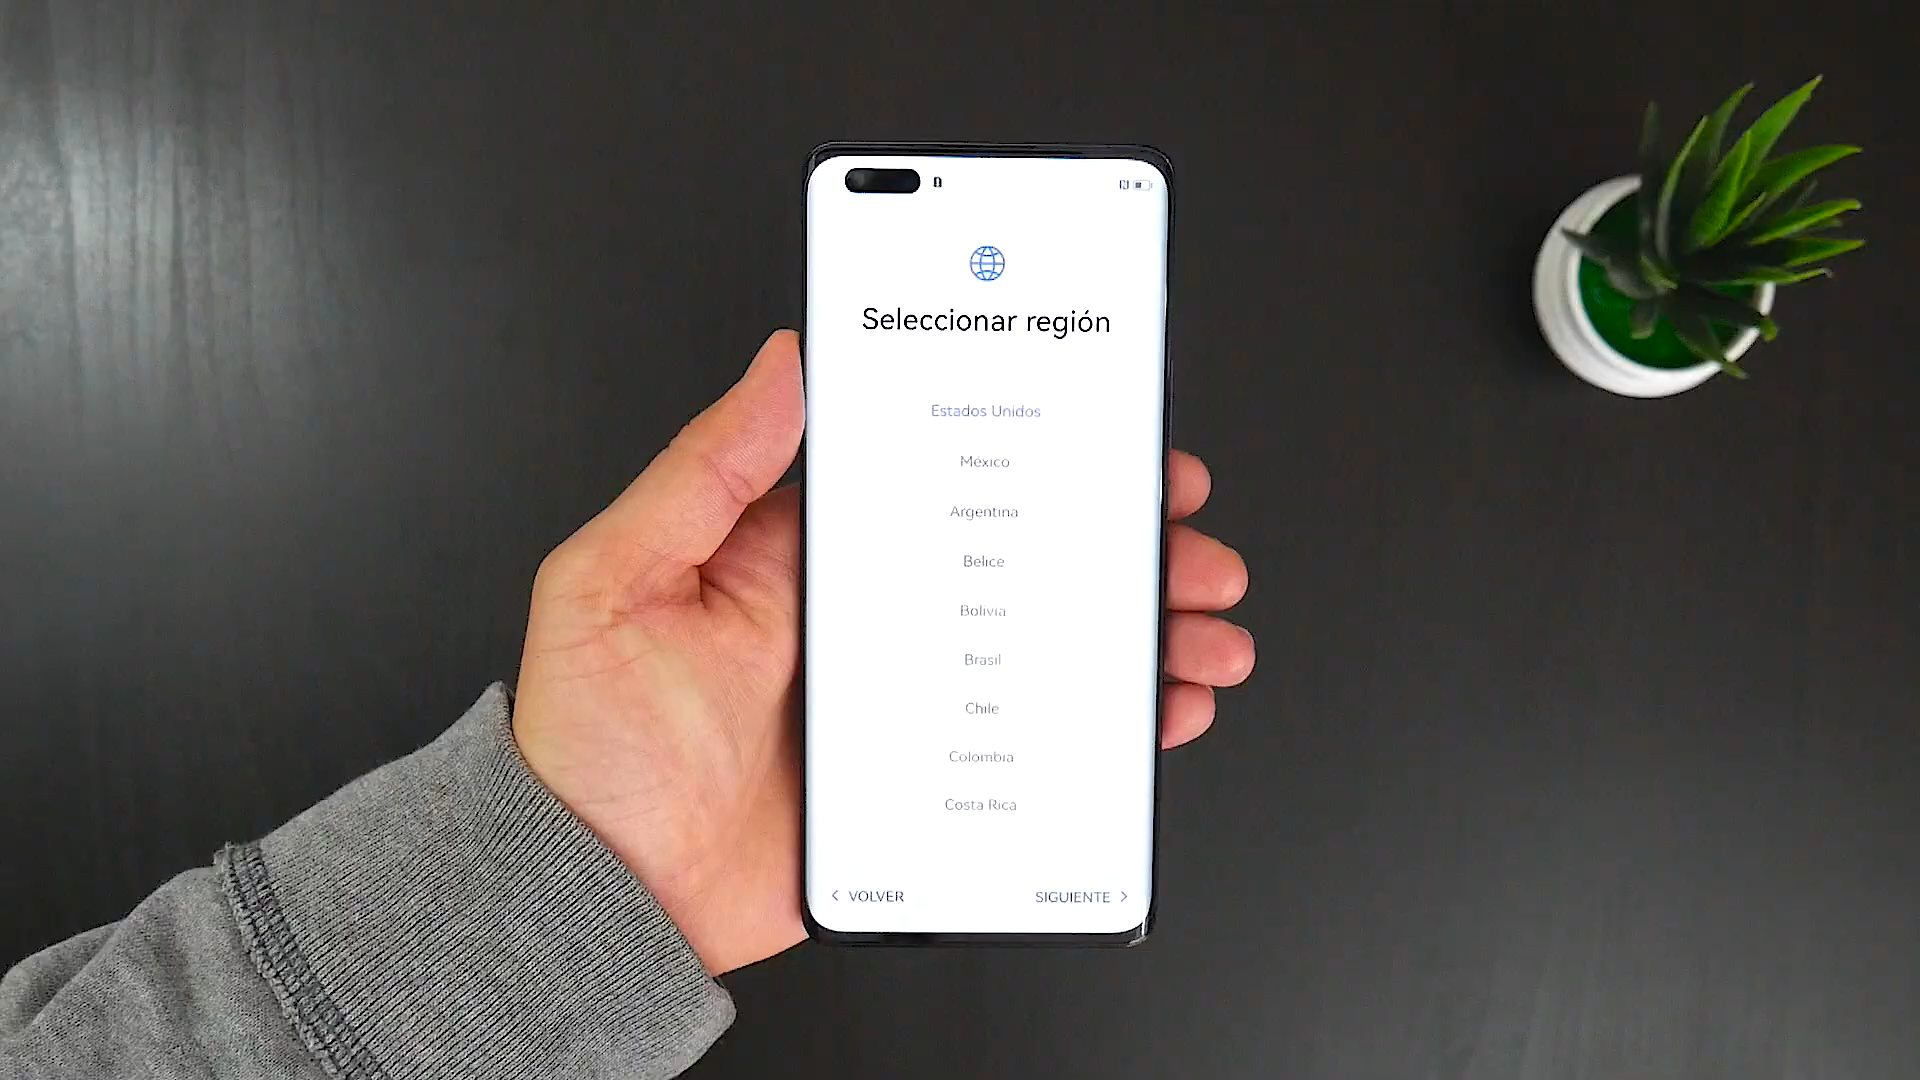 Seleccionar región
Estados Unidos
México
Argentina
Belice
Bolivia
Brasil
Chile
Colombia
Costa Rica
VOLVER
SIGUIENTE